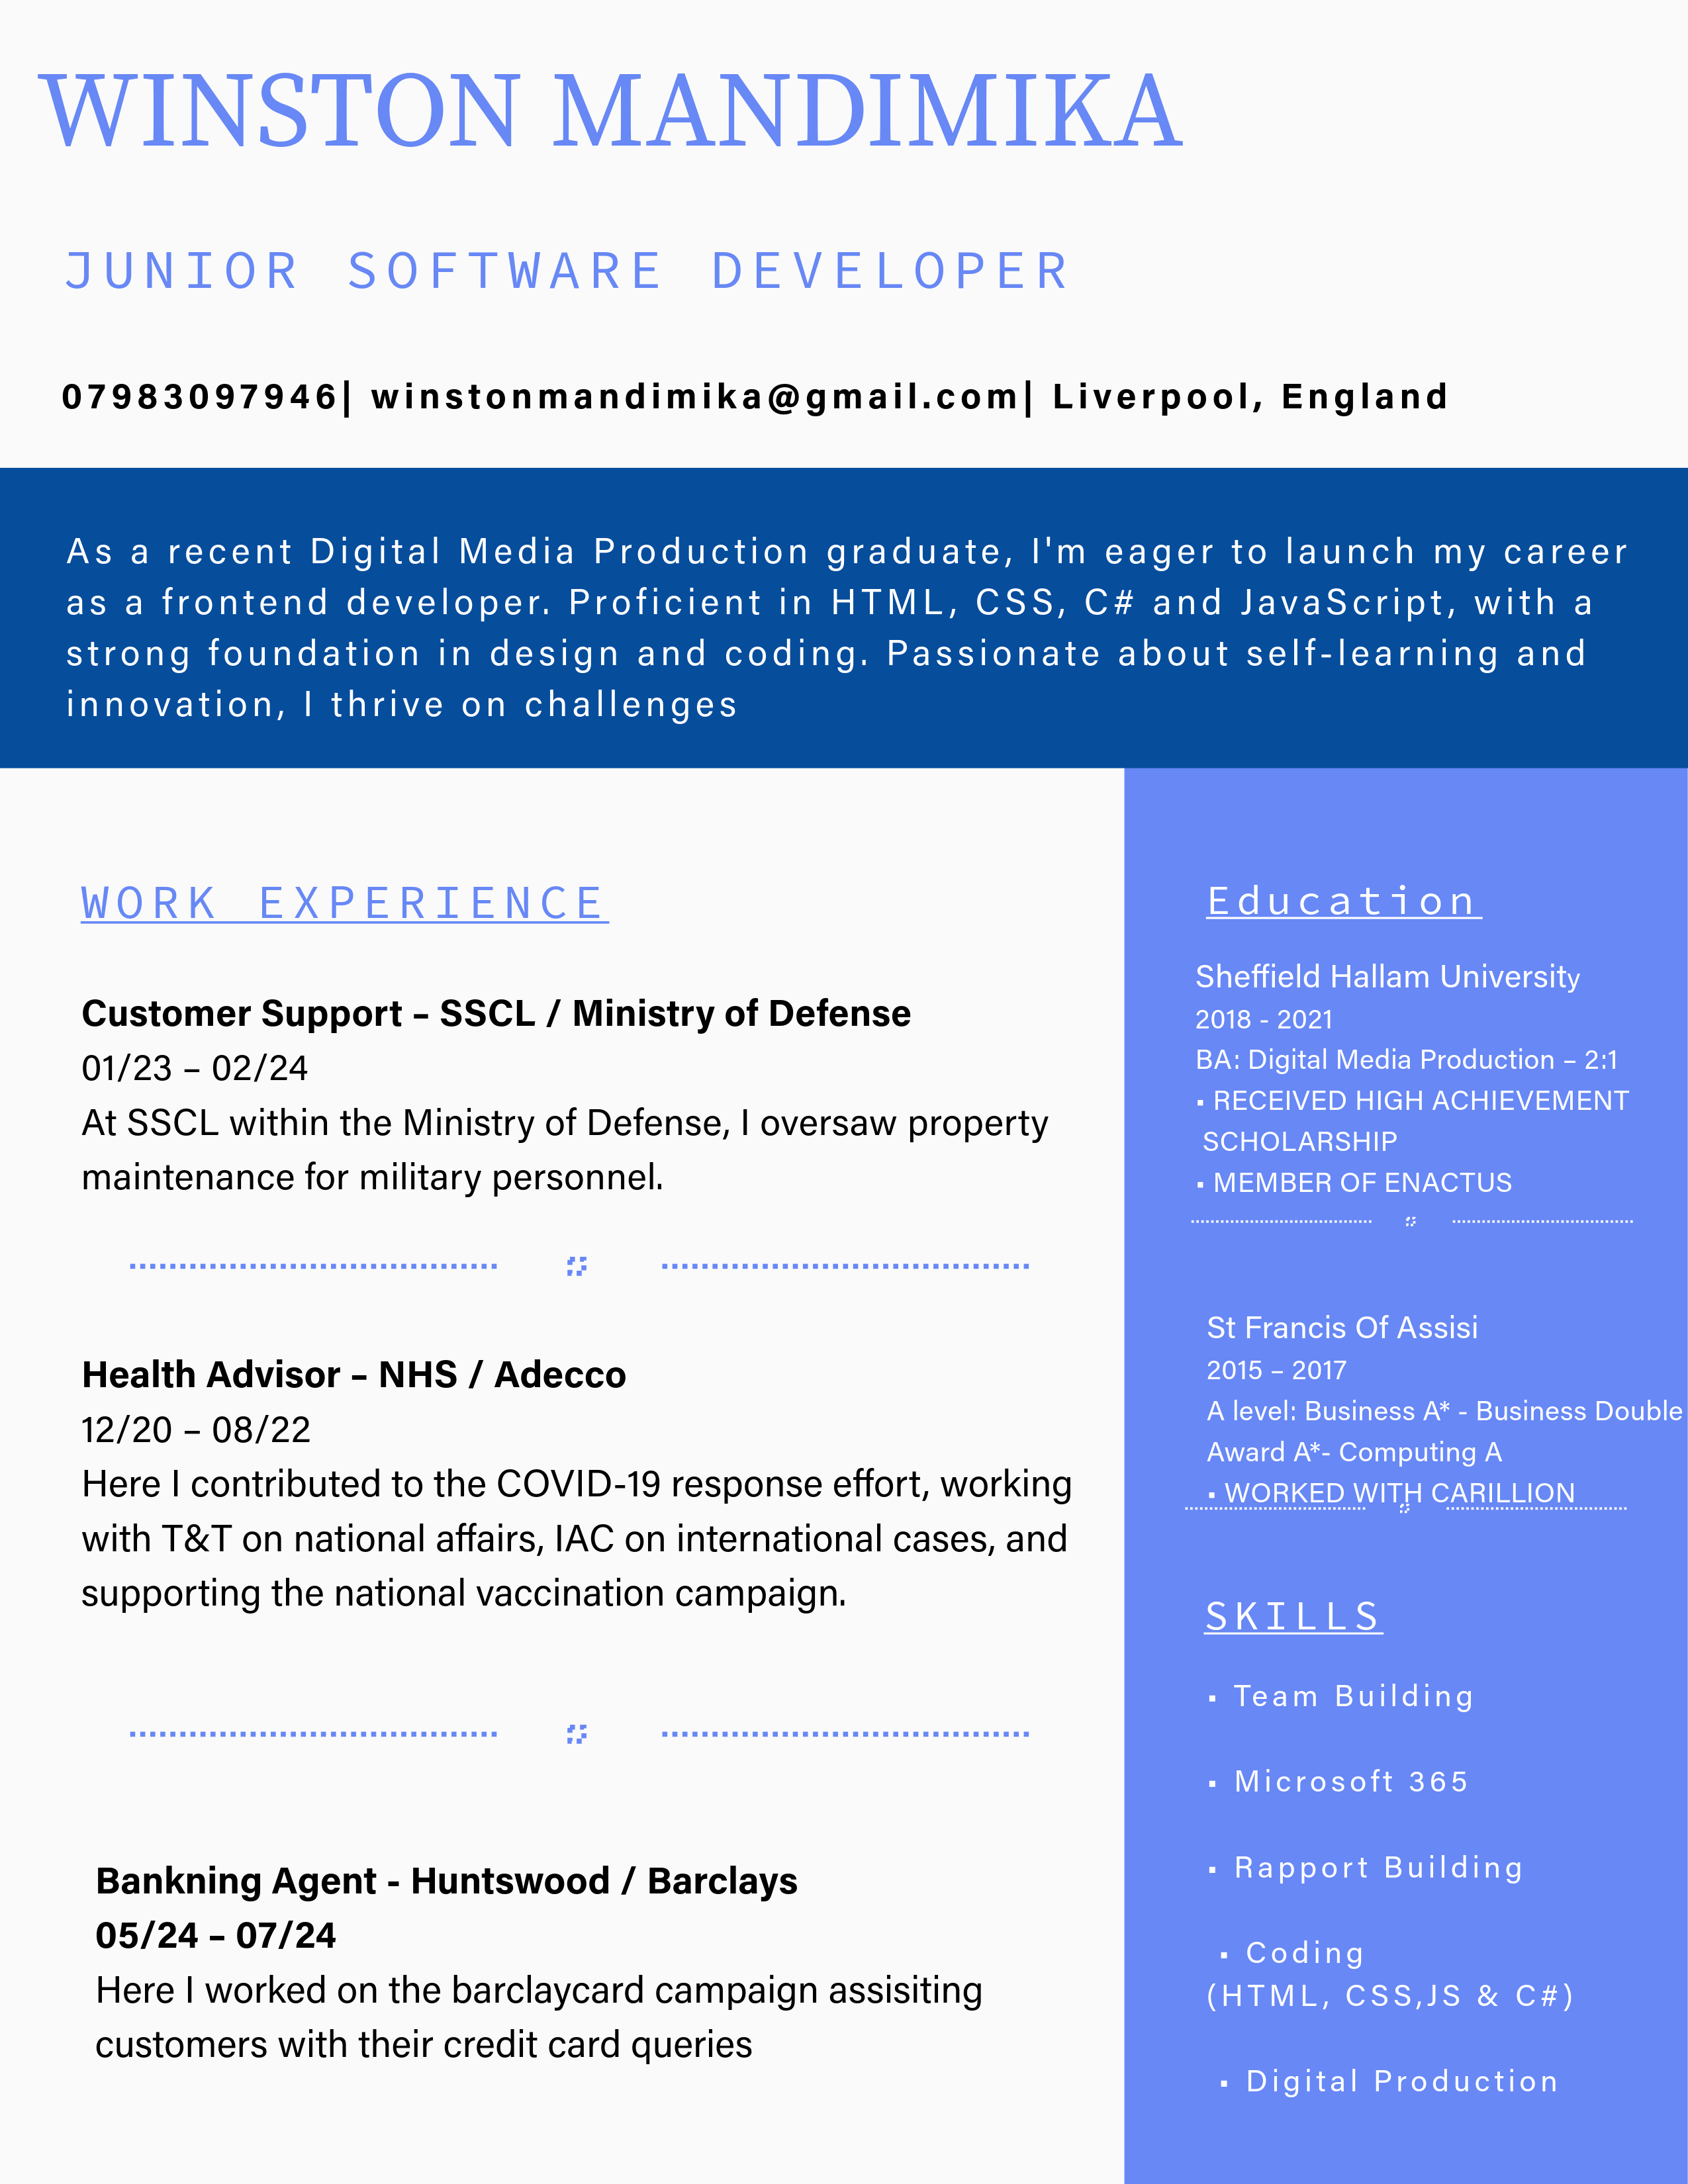 WINSTON MANDIMIKA
JUNIOR SOFTWARE DEVELOPER
07983097946| winstonmandimika@gmail.com| Liverpool, England
As a recent Digital Media Production graduate, I'm eager to launch my career
as a frontend developer. Proficient in HTML, CSS, C# and JavaScript, with a
strong foundation in design and coding. Passionate about self-learning and
innovation, I thrive on challenges
WORK EXPERIENCE
Customer Support – SSCL / Ministry of Defense
01/23 – 02/24
At SSCL within the Ministry of Defense, I oversaw property
maintenance for military personnel.
Health Advisor – NHS / Adecco
12/20 – 08/22
Here I contributed to the COVID-19 response effort, working
with T&T on national affairs, IAC on international cases, and
supporting the national vaccination campaign.
Bankning Agent - Huntswood / Barclays
05/24 – 07/24
Here I worked on the barclaycard campaign assisiting
customers with their credit card queries
Education
Sheffield Hallam University
2018 - 2021
BA: Digital Media Production – 2:1
▪ RECEIVED HIGH ACHIEVEMENT
SCHOLARSHIP
▪ MEMBER OF ENACTUS
St Francis Of Assisi
2015 – 2017
A level: Business A* - Business Double
Award A*- Computing A
▪ WORKED WITH CARILLION
SKILLS
▪ Team Building
▪ Microsoft 365
▪ Rapport Building
▪ Coding
(HTML, CSS,JS & C#)
▪ Digital Production